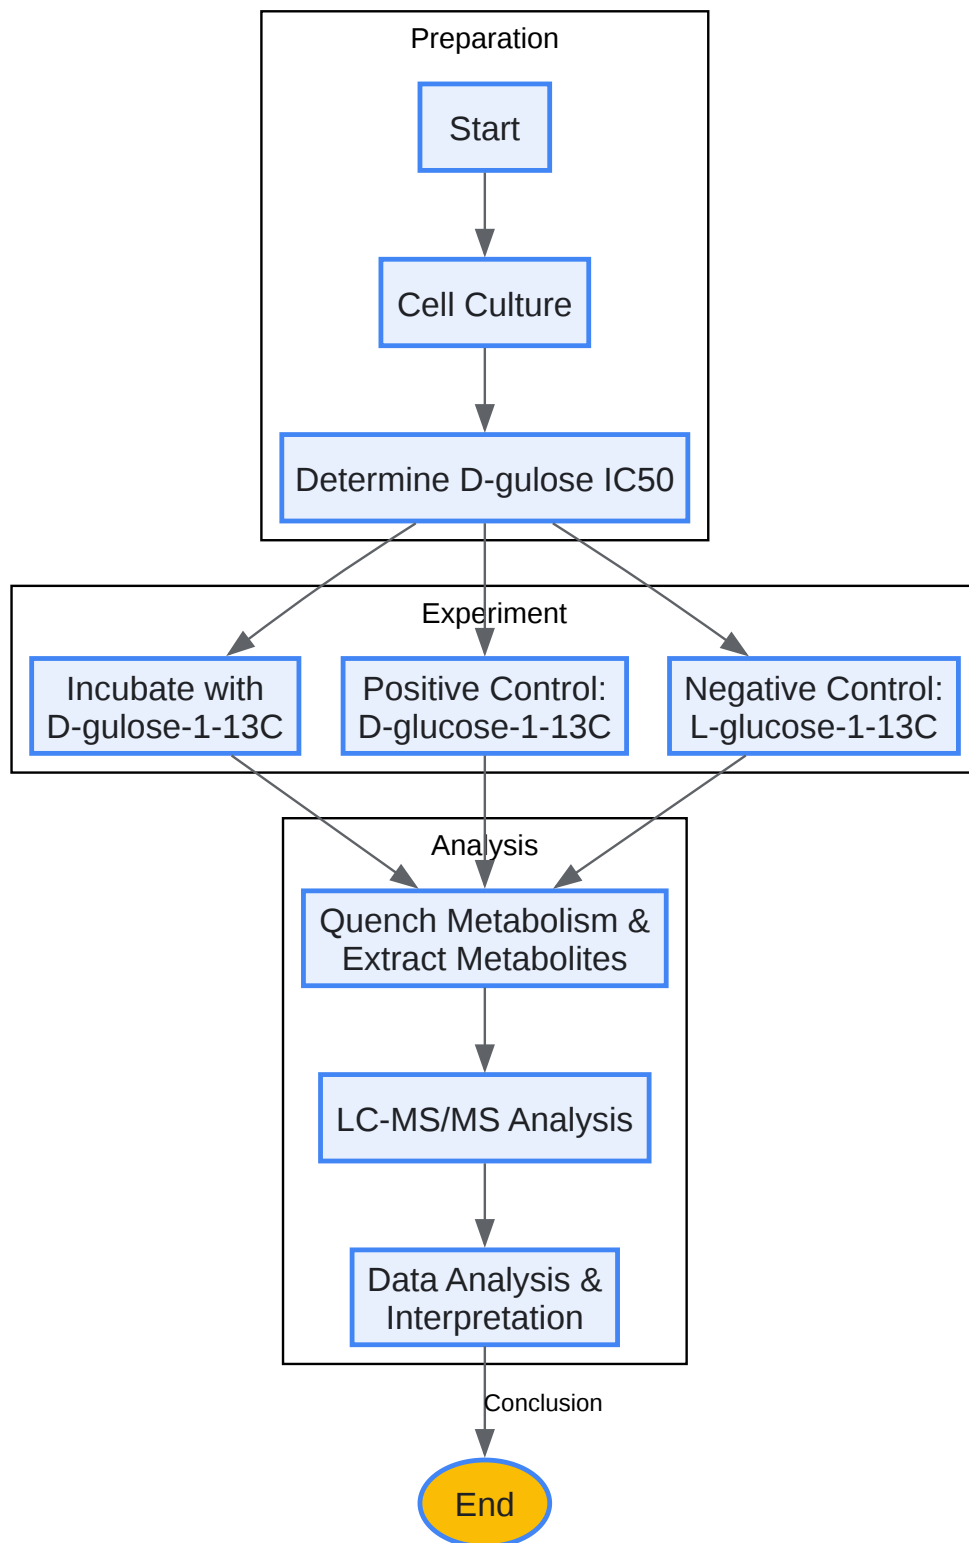 Preparation
Start
Cell Culture
Determine D-gulose IC50
Experiment
Incubate with
D-gulose-1-13C
Positive Control:
D-glucose-1-13C
Negative Control:
L-glucose-1-13C
Analysis
Quench Metabolism &
Extract Metabolites
LC-MS/MS Analysis
Data Analysis &
Interpretation
Conclusion
End